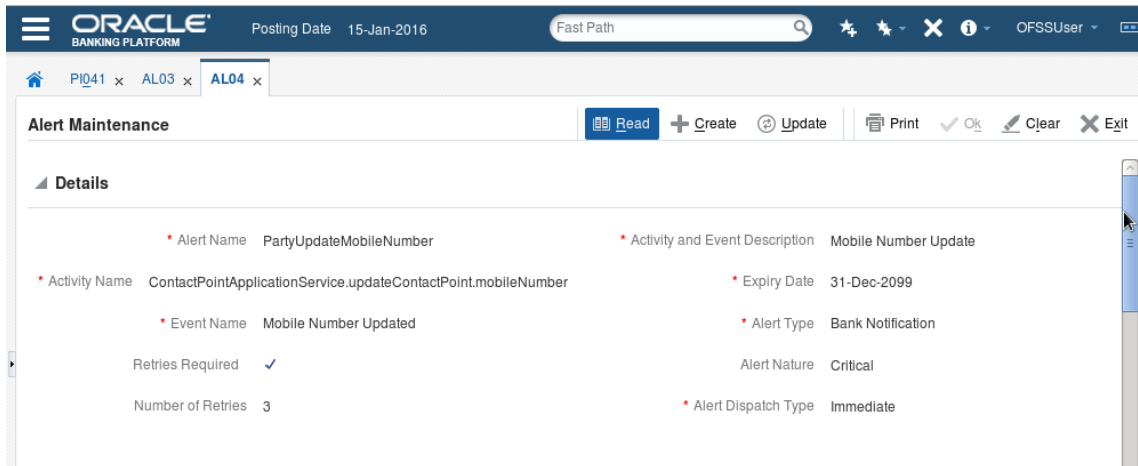 ORACLE
BANKING PLATFORM
Posting Date 15-Jan-2016
Fast Path
OFSSUser
PI041 x AL03 x AL04 x
Alert Maintenance
Read Create Update Print Ok Clear Exit
Details
* Alert Name PartyUpdateMobileNumber * Activity and Event Description Mobile Number Update
* Activity Name ContactPointApplicationService.updateContactPoint.mobileNumber * Expiry Date 31-Dec-2099
* Event Name Mobile Number Updated * Alert Type Bank Notification
Retries Required ✓ Alert Nature Critical
Number of Retries 3 * Alert Dispatch Type Immediate